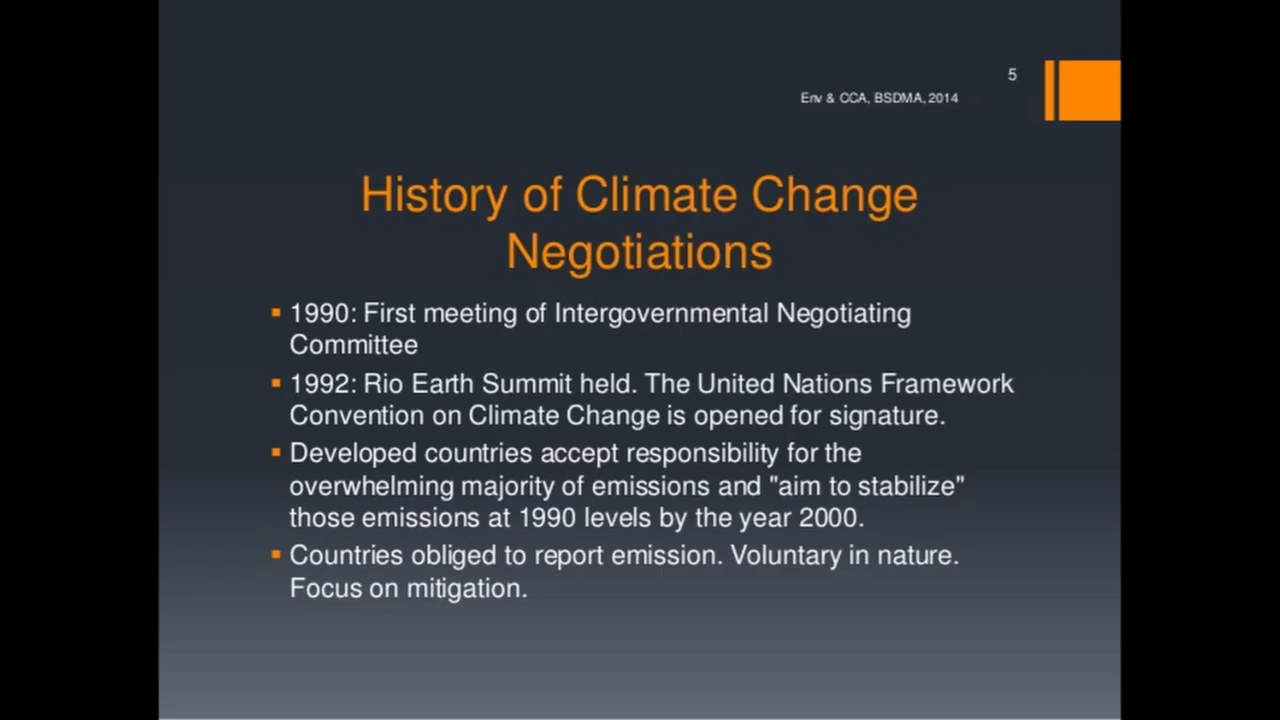 5
Env & CCA, BSDMA, 2014
History of Climate Change
Negotiations
▪ 1990: First meeting of Intergovernmental Negotiating
Committee
▪ 1992: Rio Earth Summit held. The United Nations Framework
Convention on Climate Change is opened for signature.
▪ Developed countries accept responsibility for the
overwhelming majority of emissions and "aim to stabilize"
those emissions at 1990 levels by the year 2000.
▪ Countries obliged to report emission. Voluntary in nature.
Focus on mitigation.